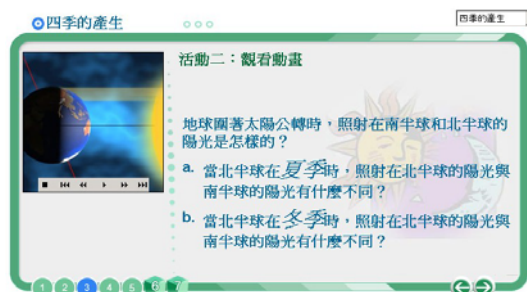 四季的產生
四季的產生
活動二：觀看動畫
地球圍著太陽公轉時，照射在南半球和北半球的
陽光是怎樣的？
a. 當北半球在夏季時，照射在北半球的陽光與
南半球的陽光有什麼不同？
b. 當北半球在冬季時，照射在北半球的陽光與
南半球的陽光有什麼不同？
1 2 3 4 5 6 7